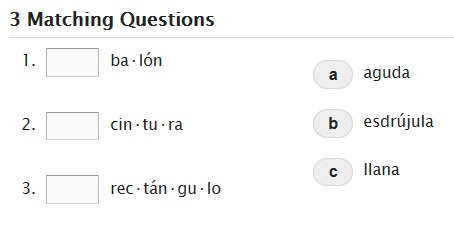 3 Matching Questions
1. ba·lón
a aguda
2. cin·tu·ra
b esdrújula
c llana
3. rec·tán·gu·lo